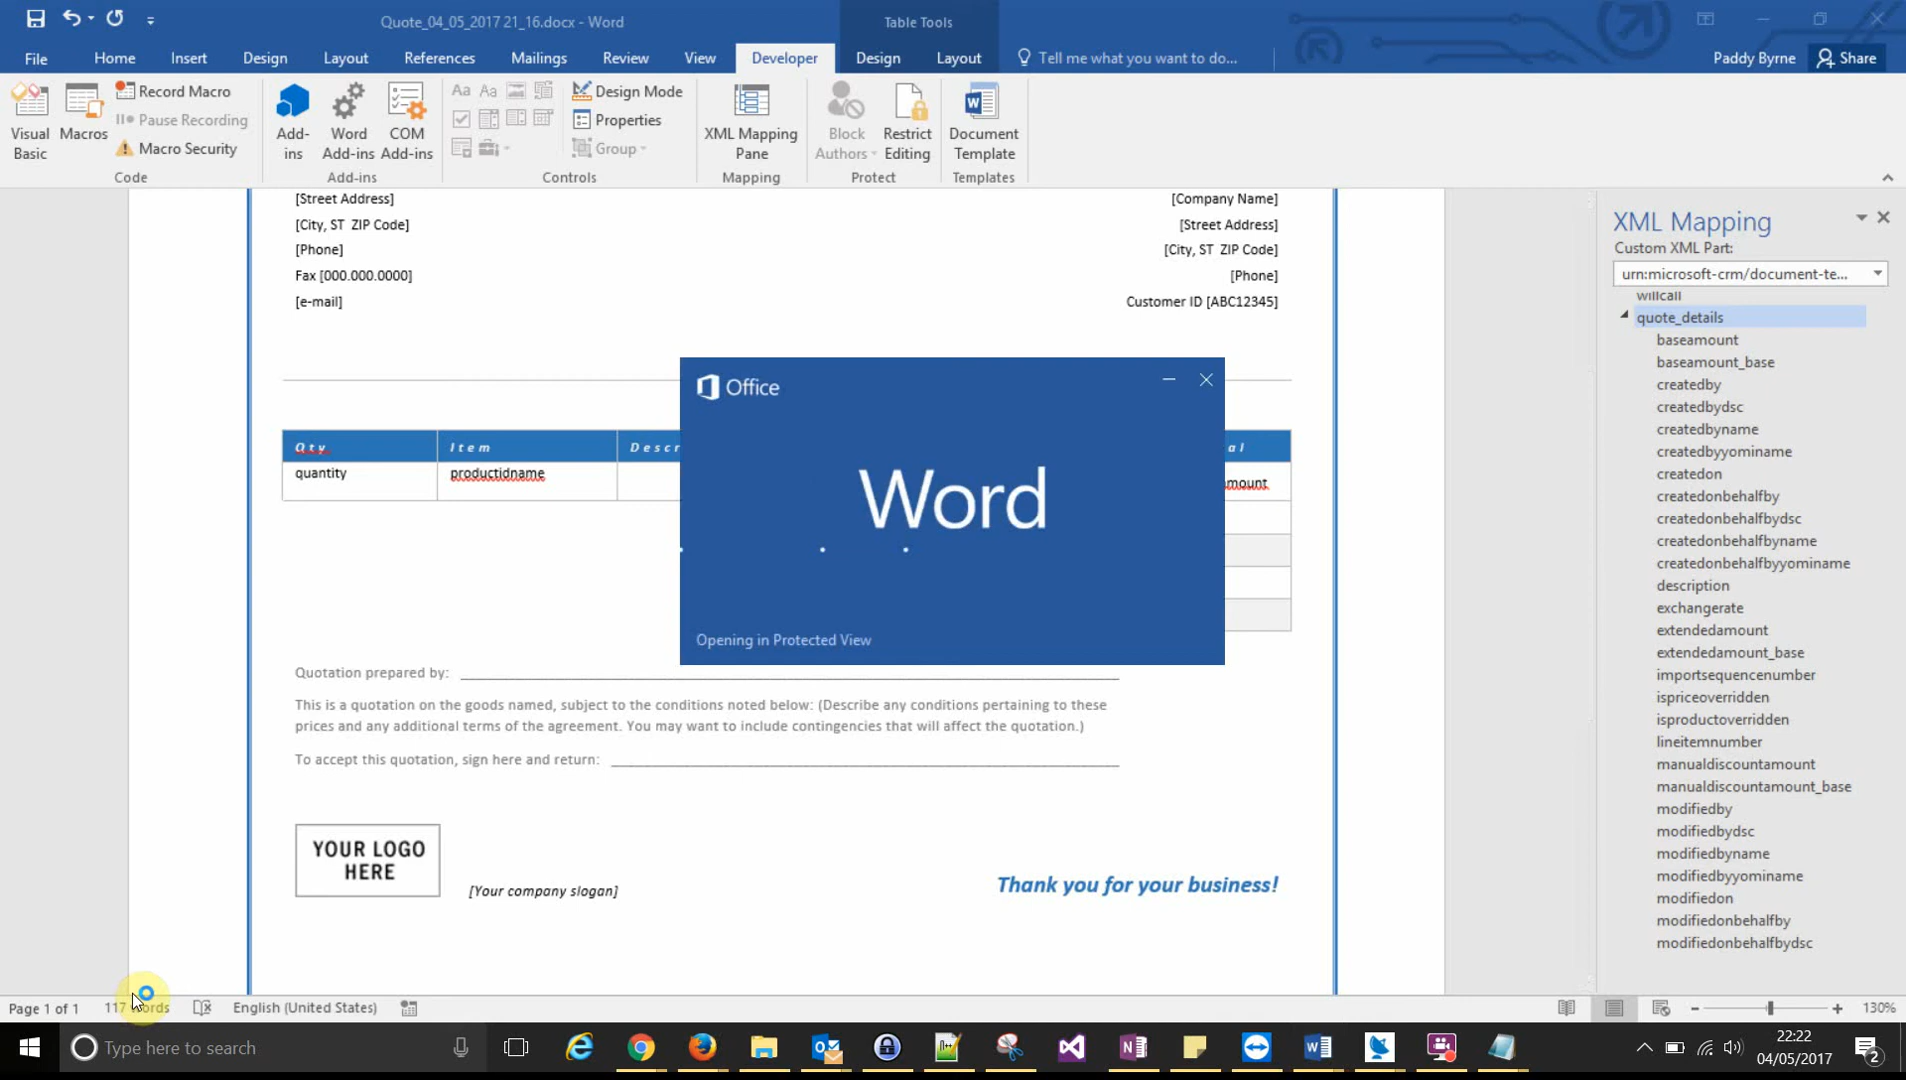 Quote_04_05_2017 21_16.docx - Word
Table Tools
File Home Insert Design Layout References Mailings Review View Developer Design Layout Tell me what you want to do... Paddy Byrne Share
Visual Basic
Macros
Record Macro
Pause Recording
Macro Security
Code
Add-ins
Word Add-ins
COM Add-ins
Add-ins
Aa Aa
Design Mode
Properties
Group
Controls
XML Mapping Pane
Mapping
Block Authors
Restrict Editing
Protect
Document Template
Templates
[Street Address]
[City, ST ZIP Code]
[Phone]
Fax [000.000.0000]
[e-mail]
[Company Name]
[Street Address]
[City, ST ZIP Code]
[Phone]
Customer ID [ABC12345]
Qty Item Descr al
quantity productidname mount
Office
Word
Opening in Protected View
Quotation prepared by:
This is a quotation on the goods named, subject to the conditions noted below: (Describe any conditions pertaining to these
prices and any additional terms of the agreement. You may want to include contingencies that will affect the quotation.)
To accept this quotation, sign here and return:
YOUR LOGO
HERE
[Your company slogan]
Thank you for your business!
XML Mapping
Custom XML Part:
urn:microsoft-crm/document-te...
willcall
quote_details
baseamount
baseamount_base
createdby
createdbydsc
createdbyname
createdbyyominame
createdon
createdonbehalfby
createdonbehalfbydsc
createdonbehalfbyname
createdonbehalfbyyominame
description
exchangerate
extendedamount
extendedamount_base
importsequencenumber
ispriceoverridden
isproductoverridden
lineitemnumber
manualdiscountamount
manualdiscountamount_base
modifiedby
modifiedbydsc
modifiedbyname
modifiedbyyominame
modifiedon
modifiedonbehalfby
modifiedonbehalfbydsc
Page 1 of 1 117 words English (United States) 130%
Type here to search
22:22
04/05/2017
2